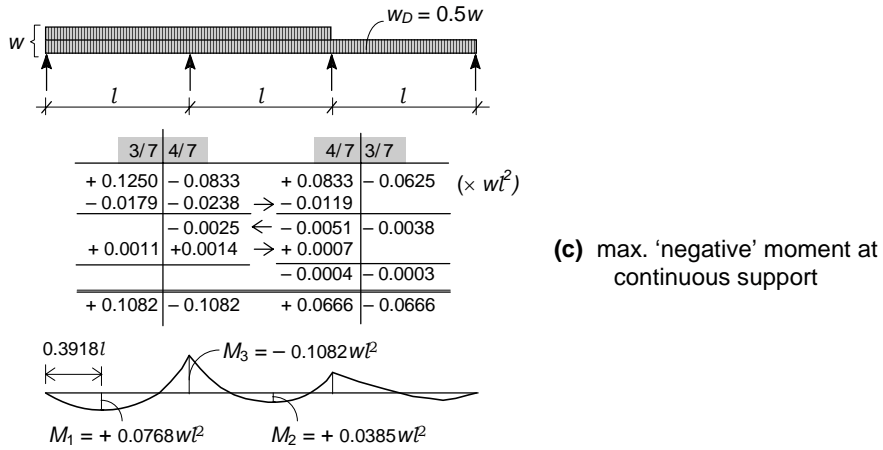 w_D = 0.5w
w
l l l
3/7 4/7 4/7 3/7
+ 0.1250 – 0.0833 + 0.0833 – 0.0625 (× wl²)
– 0.0179 – 0.0238 → – 0.0119
– 0.0025 ← – 0.0051 – 0.0038
+ 0.0011 +0.0014 → + 0.0007
– 0.0004 – 0.0003
+ 0.1082 – 0.1082 + 0.0666 – 0.0666
(c) max. ‘negative’ moment at
continuous support
0.3918l
M₃ = – 0.1082wl²
M₁ = + 0.0768wl² M₂ = + 0.0385wl²